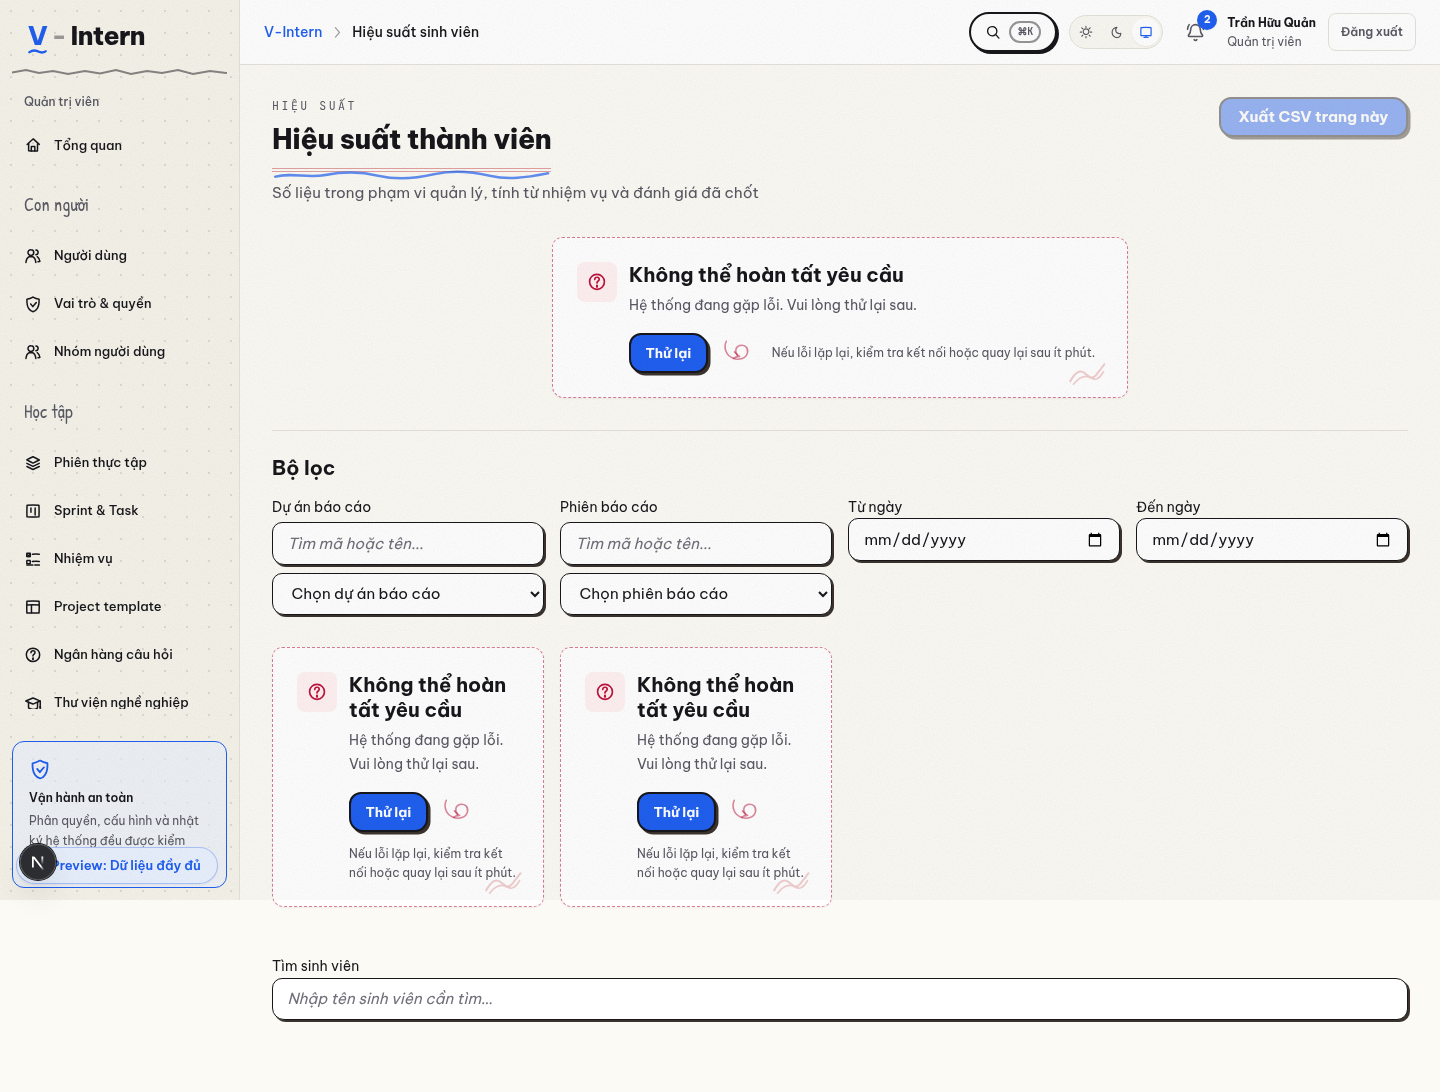 V - Intern
Quản trị viên
Tổng quan
Con người
Người dùng
Vai trò & quyền
Nhóm người dùng
Học tập
Phiên thực tập
Sprint & Task
Nhiệm vụ
Project template
Ngân hàng câu hỏi
Thư viện nghề nghiệp
Vận hành an toàn
Phân quyền, cấu hình và nhật
ký hệ thống đều được kiểm
N
Preview: Dữ liệu đầy đủ
V-Intern > Hiệu suất sinh viên
⌘K
2
Trần Hữu Quản
Quản trị viên
Đăng xuất
HIỆU SUẤT
Hiệu suất thành viên
Số liệu trong phạm vi quản lý, tính từ nhiệm vụ và đánh giá đã chốt
Xuất CSV trang này
Không thể hoàn tất yêu cầu
Hệ thống đang gặp lỗi. Vui lòng thử lại sau.
Thử lại
Nếu lỗi lặp lại, kiểm tra kết nối hoặc quay lại sau ít phút.
Bộ lọc
Dự án báo cáo
Tìm mã hoặc tên...
Chọn dự án báo cáo
Phiên báo cáo
Tìm mã hoặc tên...
Chọn phiên báo cáo
Từ ngày
mm/dd/yyyy
Đến ngày
mm/dd/yyyy
Không thể hoàn
tất yêu cầu
Hệ thống đang gặp lỗi.
Vui lòng thử lại sau.
Thử lại
Nếu lỗi lặp lại, kiểm tra kết
nối hoặc quay lại sau ít phút.
Không thể hoàn
tất yêu cầu
Hệ thống đang gặp lỗi.
Vui lòng thử lại sau.
Thử lại
Nếu lỗi lặp lại, kiểm tra kết
nối hoặc quay lại sau ít phút.
Tìm sinh viên
Nhập tên sinh viên cần tìm...